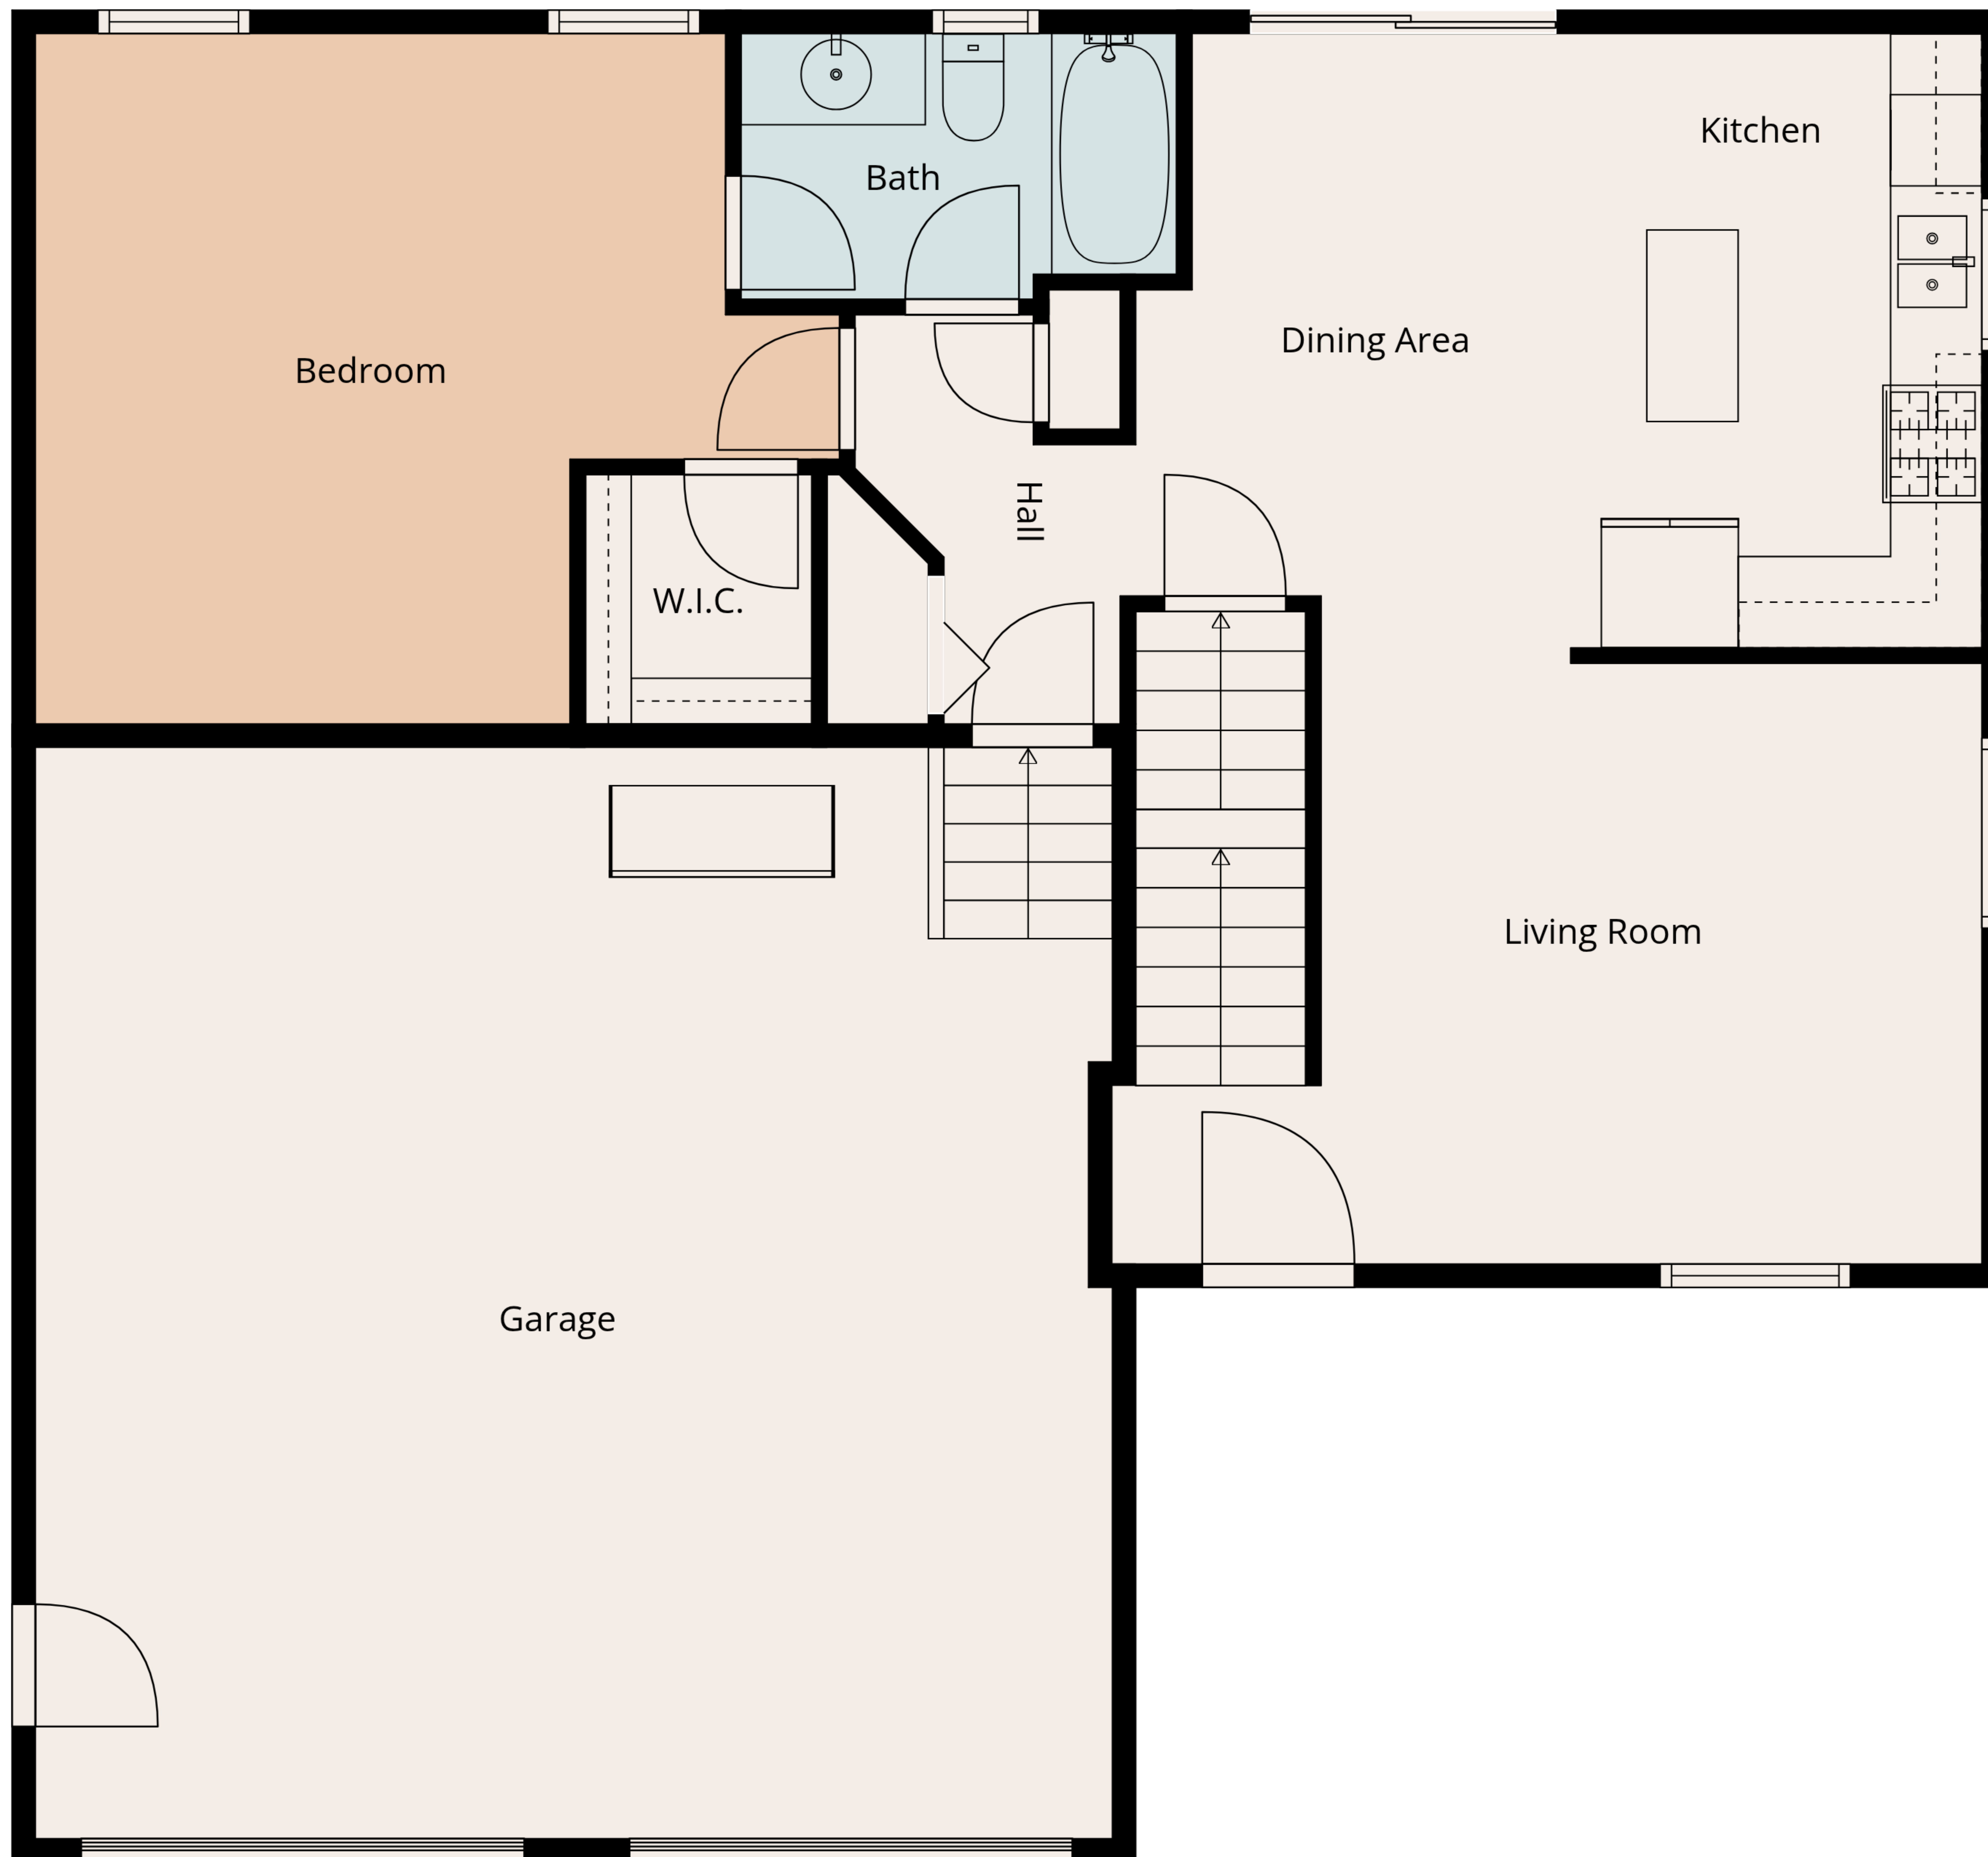 Kitchen
Bath
Dining Area
Bedroom
Hall
W.I.C.
Living Room
Garage